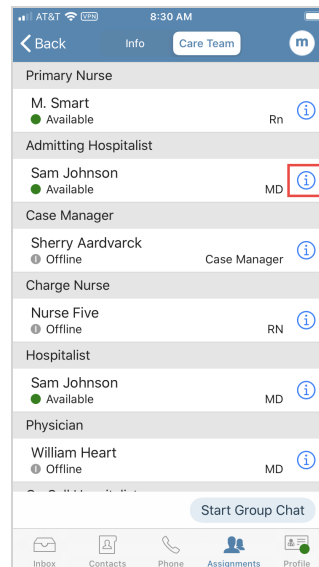 AT&T VPN 8:30 AM
Back Info Care Team m
Primary Nurse
M. Smart
Available Rn
Admitting Hospitalist
Sam Johnson
Available MD
Case Manager
Sherry Aardvarck
Offline Case Manager
Charge Nurse
Nurse Five
Offline RN
Hospitalist
Sam Johnson
Available MD
Physician
William Heart
Offline MD
Start Group Chat
Inbox Contacts Phone Assignments Profile